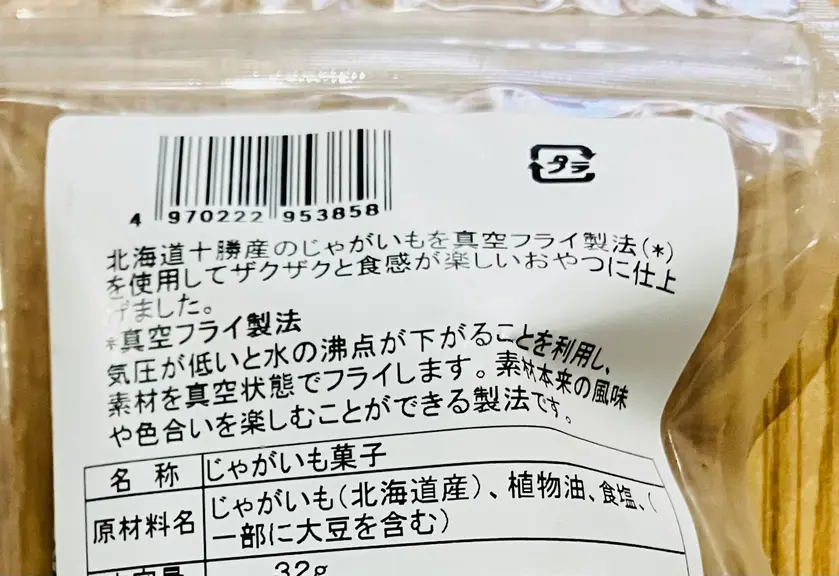 プラ
4 970222 953858
北海道十勝産のじゃがいもを真空フライ製法(*)
を使用してザクザクと食感が楽しいおやつに仕上
げました。
*真空フライ製法
気圧が低いと水の沸点が下がることを利用し、
素材を真空状態でフライします。素材本来の風味
や色合いを楽しむことができる製法です。
名 称 じゃがいも菓子
原材料名 じゃがいも(北海道産)、植物油、食塩、(
一部に大豆を含む)
内容量 32g